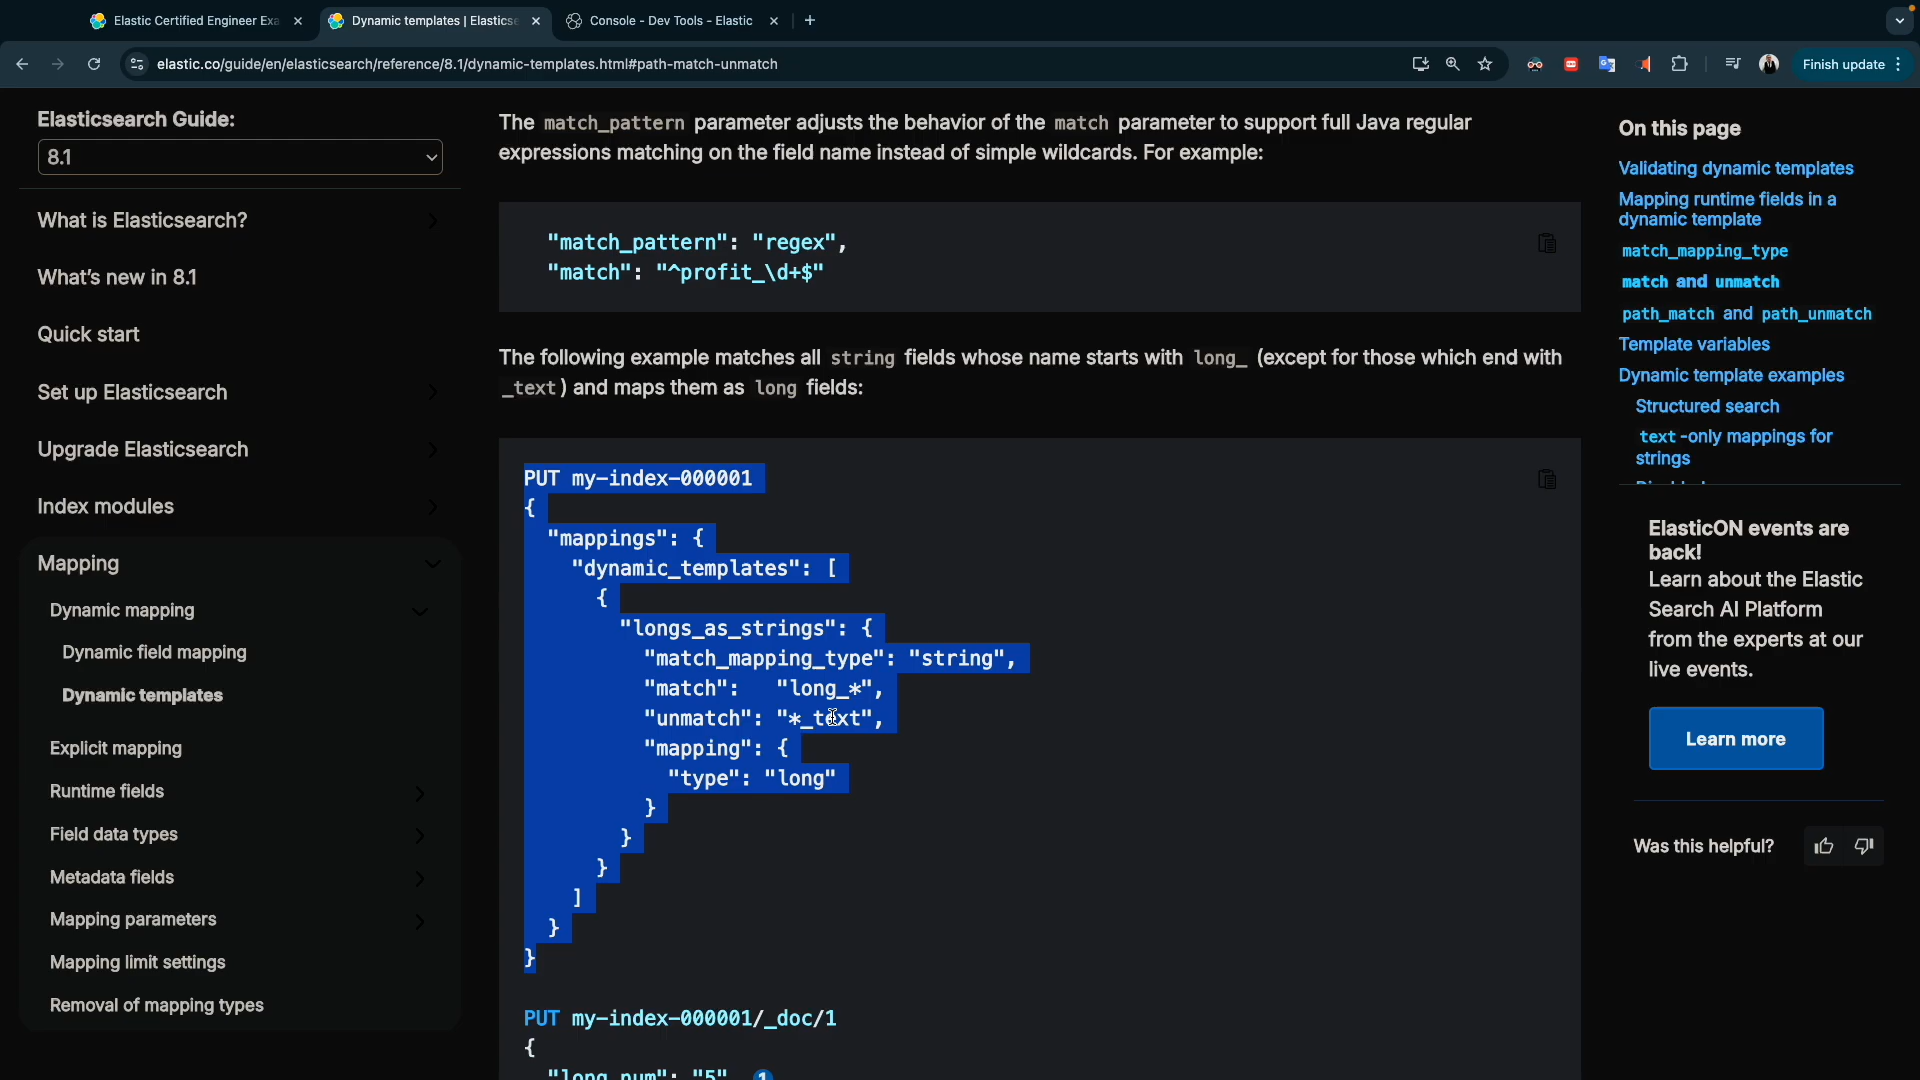 Elastic Certified Engineer Exa
Dynamic templates | Elasticse
Console - Dev Tools - Elastic
elastic.co/guide/en/elasticsearch/reference/8.1/dynamic-templates.html#path-match-unmatch
Finish update
Elasticsearch Guide:
8.1
What is Elasticsearch?
What's new in 8.1
Quick start
Set up Elasticsearch
Upgrade Elasticsearch
Index modules
Mapping
Dynamic mapping
Dynamic field mapping
Dynamic templates
Explicit mapping
Runtime fields
Field data types
Metadata fields
Mapping parameters
Mapping limit settings
Removal of mapping types
The match_pattern parameter adjusts the behavior of the match parameter to support full Java regular
expressions matching on the field name instead of simple wildcards. For example:
"match_pattern": "regex",
"match": "^profit_\d+$"
The following example matches all string fields whose name starts with long_ (except for those which end with
_text) and maps them as long fields:
PUT my-index-000001
{
"mappings": {
"dynamic_templates": [
{
"longs_as_strings": {
"match_mapping_type": "string",
"match": "long_*",
"unmatch": "*_text",
"mapping": {
"type": "long"
}
}
}
]
}
}
PUT my-index-000001/_doc/1
{
"long_num": "5" 1
On this page
Validating dynamic templates
Mapping runtime fields in a
dynamic template
match_mapping_type
match and unmatch
path_match and path_unmatch
Template variables
Dynamic template examples
Structured search
text -only mappings for
strings
ElasticON events are
back!
Learn about the Elastic
Search AI Platform
from the experts at our
live events.
Learn more
Was this helpful?